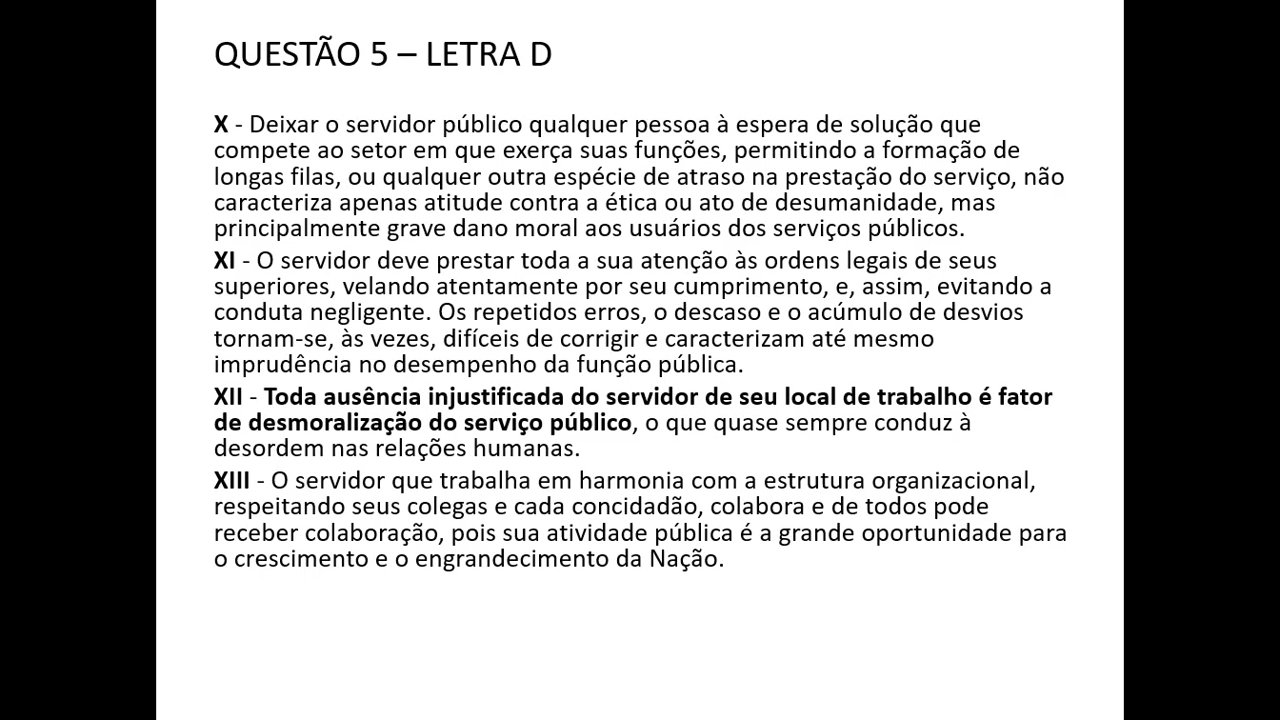 QUESTÃO 5 – LETRA D
X - Deixar o servidor público qualquer pessoa à espera de solução que
compete ao setor em que exerça suas funções, permitindo a formação de
longas filas, ou qualquer outra espécie de atraso na prestação do serviço, não
caracteriza apenas atitude contra a ética ou ato de desumanidade, mas
principalmente grave dano moral aos usuários dos serviços públicos.
XI - O servidor deve prestar toda a sua atenção às ordens legais de seus
superiores, velando atentamente por seu cumprimento, e, assim, evitando a
conduta negligente. Os repetidos erros, o descaso e o acúmulo de desvios
tornam-se, às vezes, difíceis de corrigir e caracterizam até mesmo
imprudência no desempenho da função pública.
XII - Toda ausência injustificada do servidor de seu local de trabalho é fator
de desmoralização do serviço público, o que quase sempre conduz à
desordem nas relações humanas.
XIII - O servidor que trabalha em harmonia com a estrutura organizacional,
respeitando seus colegas e cada concidadão, colabora e de todos pode
receber colaboração, pois sua atividade pública é a grande oportunidade para
o crescimento e o engrandecimento da Nação.